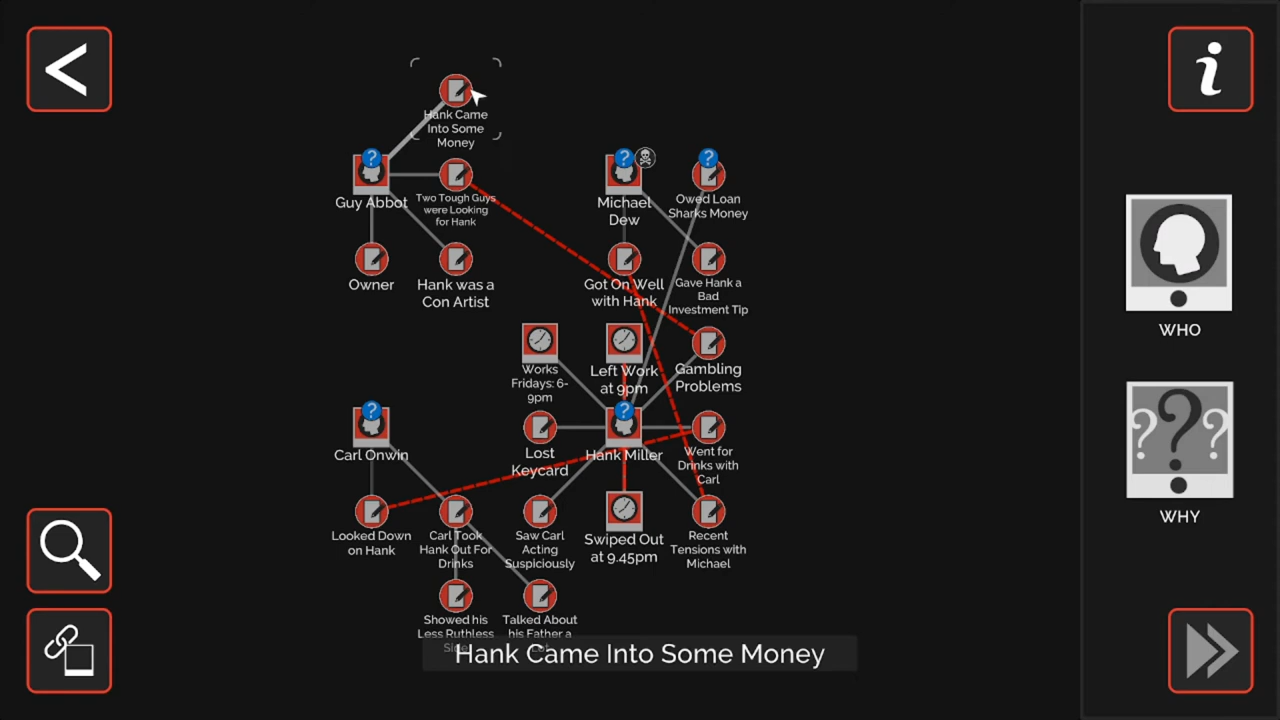 Hank Came
Into Some
Money
Guy Abbot
Two Tough Guys
were Looking
for Hank
Michael
Dew
Owed Loan
Sharks Money
Owner
Hank was a
Con Artist
Got On Well
with Hank
Gave Hank a
Bad
Investment Tip
Works
Fridays: 6-
9pm
Left Work
at 9pm
Gambling
Problems
Carl Onwin
Lost
Keycard
Hank Miller
Went for
Drinks with
Carl
Looked Down
on Hank
Carl Took
Hank Out For
Drinks
Saw Carl
Acting
Suspiciously
Swiped Out
at 9.45pm
Recent
Tensions with
Michael
Showed his
Less Ruthless
Side
Talked About
his Father a
Hank Came Into Some Money
i
WHO
? ? ?
WHY